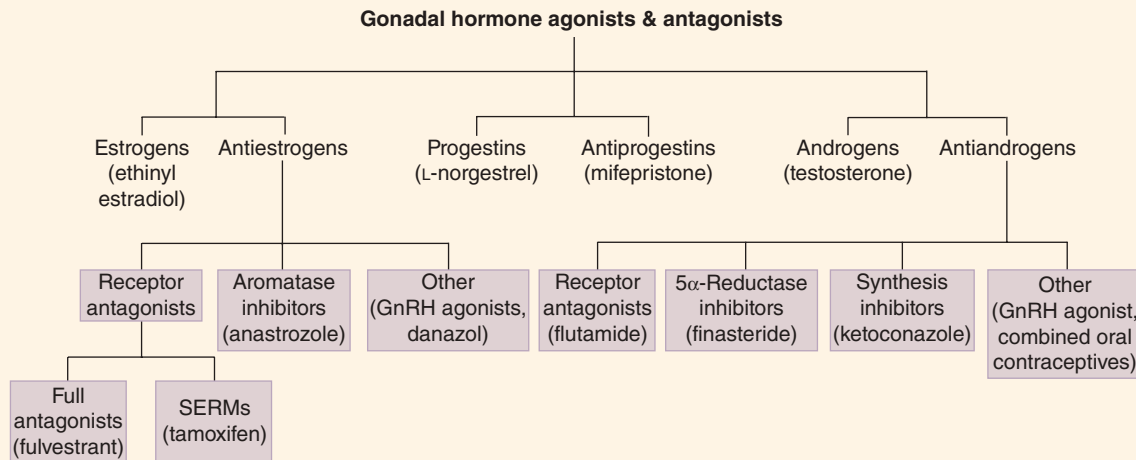 Gonadal hormone agonists & antagonists
Estrogens
(ethinyl
estradiol)
Antiestrogens
Progestins
(L-norgestrel)
Antiprogestins
(mifepristone)
Androgens
(testosterone)
Antiandrogens
Receptor
antagonists
Aromatase
inhibitors
(anastrozole)
Other
(GnRH agonists,
danazol)
Receptor
antagonists
(flutamide)
5α-Reductase
inhibitors
(finasteride)
Synthesis
inhibitors
(ketoconazole)
Other
(GnRH agonist,
combined oral
contraceptives)
Full
antagonists
(fulvestrant)
SERMs
(tamoxifen)